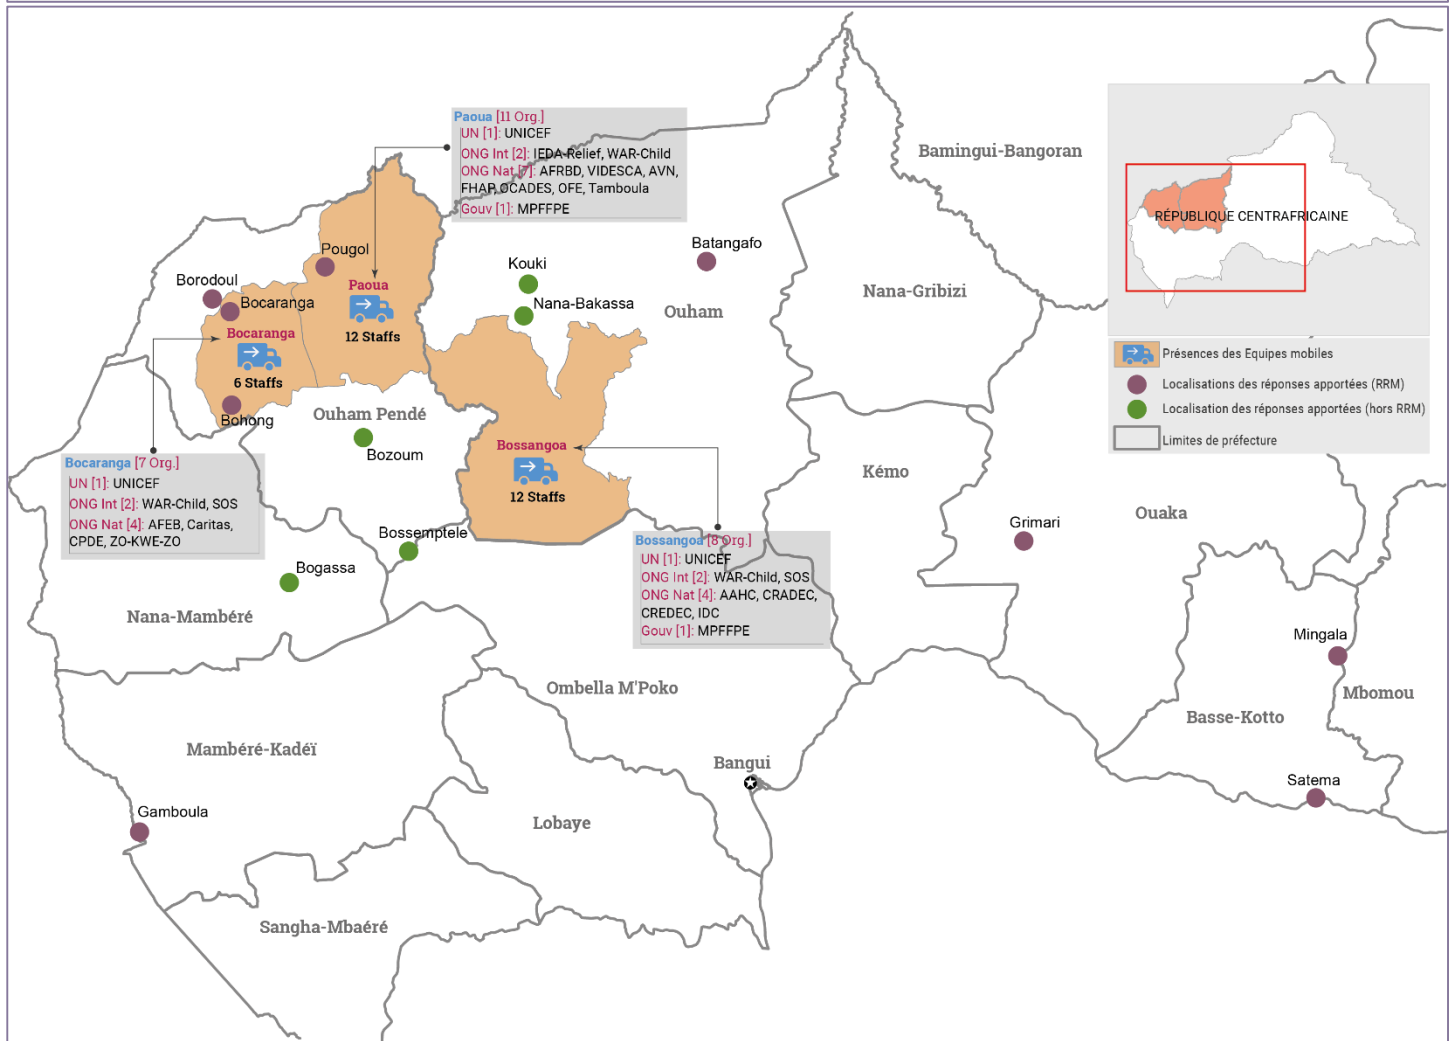 Paoua [11 Org.]
UN [1]: UNICEF
ONG Int [2]: IEDA-Relief, WAR-Child
ONG Nat [7]: AFRBD, VIDESCA, AVN,
FHAP, OCADES, OFE, Tamboula
Gouv [1]: MPFFPE
Bamingui-Bangoran
RÉPUBLIQUE CENTRAFRICAINE
Pougol
Batangafo
Kouki
Borodoul
Paoua
Nana-Gribizi
Bocaranga
Nana-Bakassa
Ouham
Bocaranga
12 Staffs
Présences des Equipes mobiles
6 Staffs
Localisations des réponses apportées (RRM)
Localisation des réponses apportées (hors RRM)
Limites de préfecture
Bohong
Ouham Pendé
Bozoum
Bossangoa
12 Staffs
Kémo
Bocaranga [7 Org.]
UN [1]: UNICEF
ONG Int [2]: WAR-Child, SOS
ONG Nat [4]: AFEB, Caritas,
CPDE, ZO-KWE-ZO
Ouaka
Grimari
Bossemptele
Bossangoa [8 Org.]
UN [1]: UNICEF
ONG Int [2]: WAR-Child, SOS
ONG Nat [4]: AAHC, CRADEC,
CREDEC, IDC
Gouv [1]: MPFFPE
Bogassa
Nana-Mambéré
Mingala
Mbomou
Ombella M'Poko
Basse-Kotto
Mambéré-Kadéï
Bangui
Satema
Gamboula
Lobaye
Sangha-Mbaéré